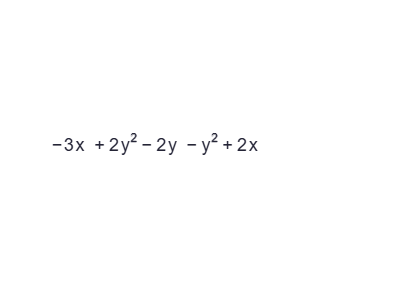 −3x + 2y² − 2y − y² + 2x